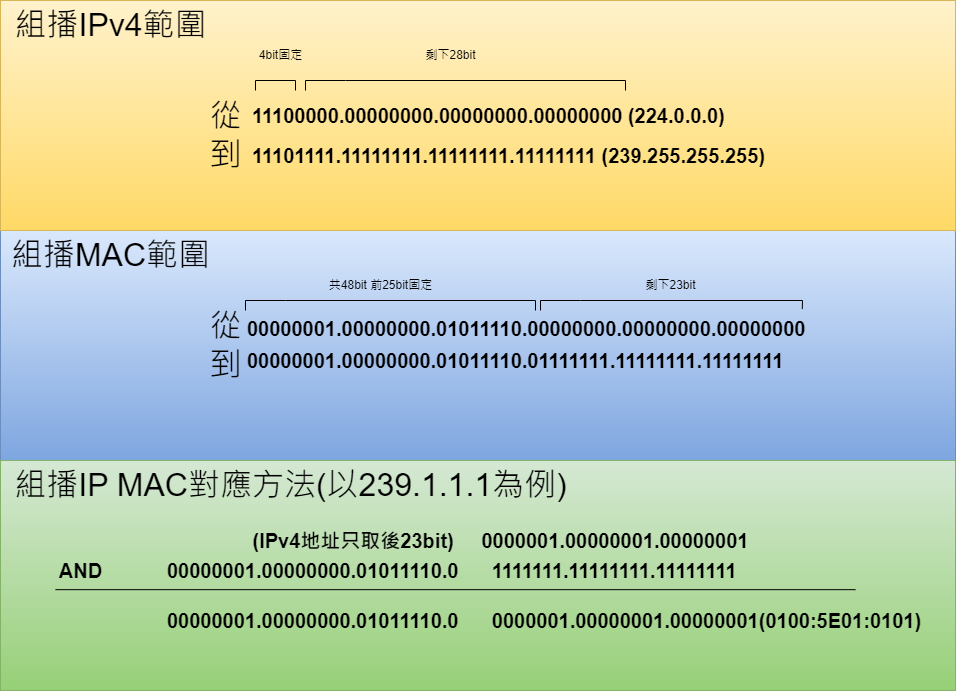 組播IPv4範圍
4bit固定 剩下28bit
從 11100000.00000000.00000000.00000000 (224.0.0.0)
到 11101111.11111111.11111111.11111111 (239.255.255.255)
組播MAC範圍
共48bit 前25bit固定 剩下23bit
從 00000001.00000000.01011110.00000000.00000000.00000000
到 00000001.00000000.01011110.01111111.11111111.11111111
組播IP MAC對應方法(以239.1.1.1為例)
(IPv4地址只取後23bit) 0000001.00000001.00000001
AND 00000001.00000000.01011110.0 1111111.11111111.11111111
00000001.00000000.01011110.0 0000001.00000001.00000001(0100:5E01:0101)